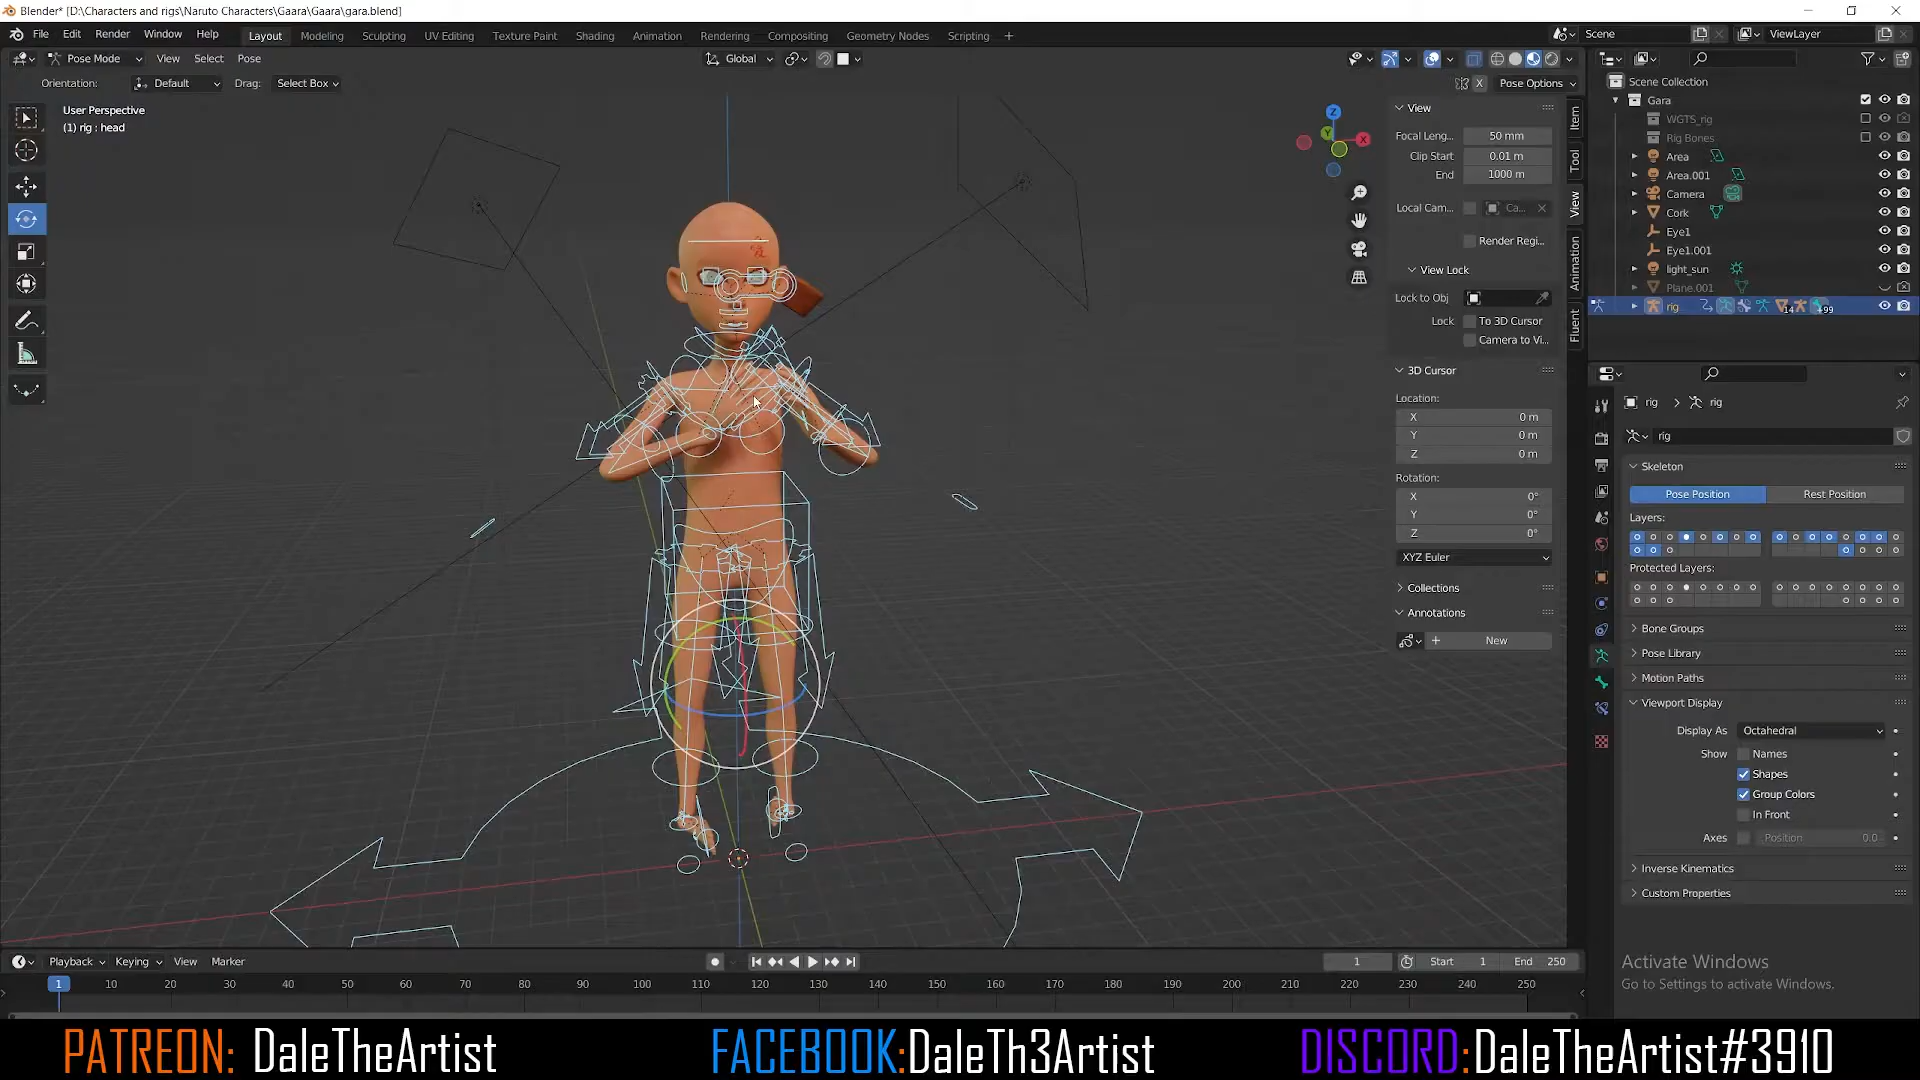 Blender* [D:\Characters and rigs\Naruto Characters\Gaara\Gaara\gara.blend]
File Edit Render Window Help
Layout Modeling Sculpting UV Editing Texture Paint Shading Animation Rendering Compositing Geometry Nodes Scripting +
Scene
ViewLayer
Pose Mode View Select Pose
Global
Orientation: Default Drag: Select Box
X Pose Options
User Perspective
(1) rig : head
Z
Y
X
View
Focal Leng... 50 mm
Clip Start 0.01 m
End 1000 m
Local Cam... Ca...
Render Regi...
View Lock
Lock to Obj
Lock To 3D Cursor
Camera to Vi...
3D Cursor
Location:
X 0 m
Y 0 m
Z 0 m
Rotation:
X 0°
Y 0°
Z 0°
XYZ Euler
Collections
Annotations
+ New
Item
Tool
View
Animation
Fluent
Scene Collection
Gara
WGTS_rig
Rig Bones
Area
Area.001
Camera
Cork
Eye1
Eye1.001
light_sun
Plane.001
rig 14 +99
rig > rig
rig
Skeleton
Pose Position Rest Position
Layers:
Protected Layers:
Bone Groups
Pose Library
Motion Paths
Viewport Display
Display As Octahedral
Show Names
Shapes
Group Colors
In Front
Axes Position 0.0
Inverse Kinematics
Custom Properties
Activate Windows
Go to Settings to activate Windows.
Playback Keying View Marker
1 Start 1 End 250
1 10 20 30 40 50 60 70 80 90 100 110 120 130 140 150 160 170 180 190 200 210 220 230 240 250
PATREON: DaleTheArtist FACEBOOK:DaleTh3Artist DISCORD:DaleTheArtist#3910